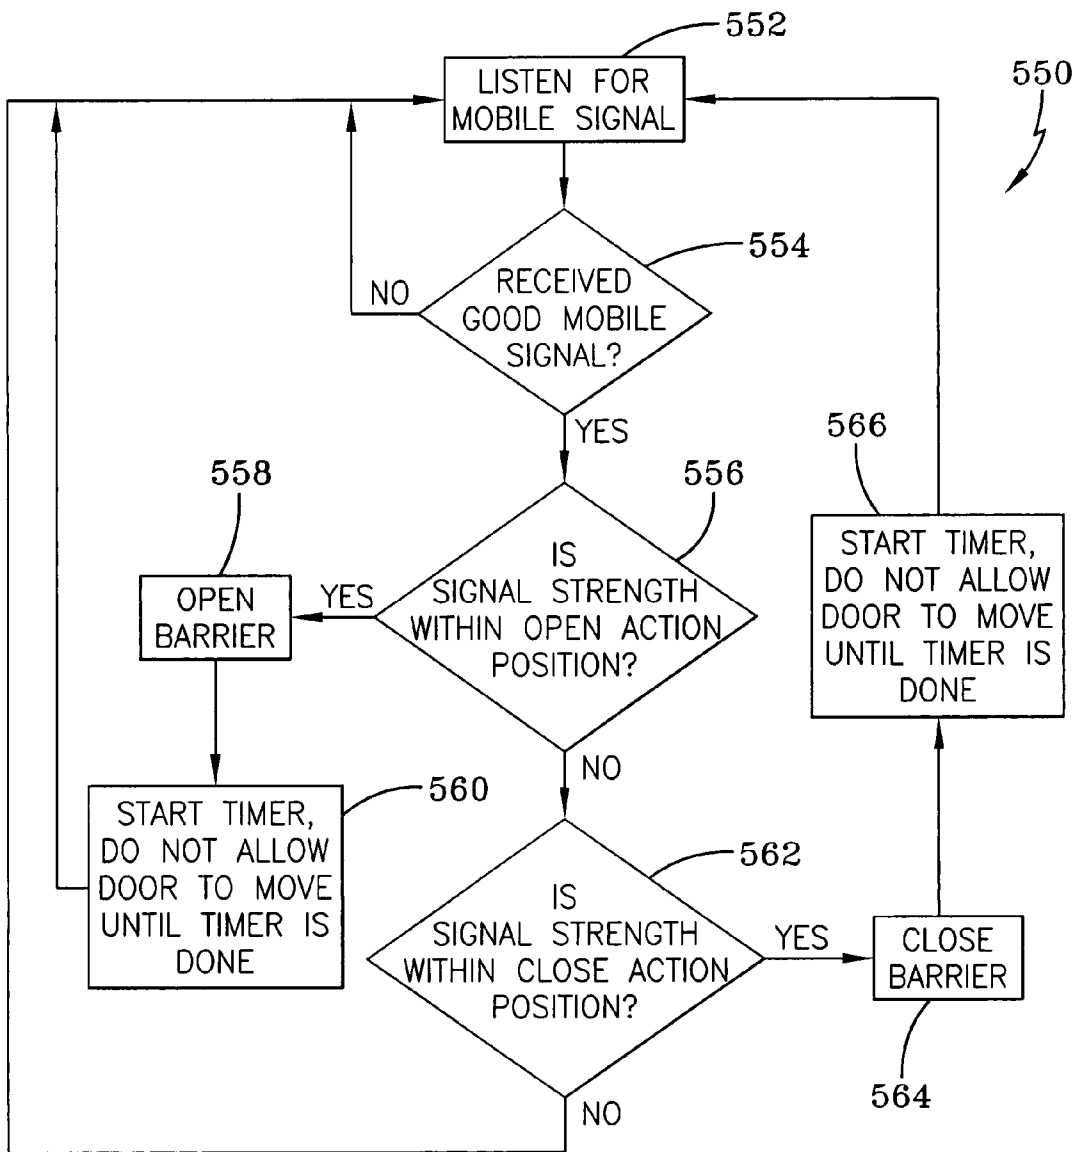 552
LISTEN FOR
MOBILE SIGNAL
550
554
RECEIVED
GOOD MOBILE
SIGNAL?
NO
YES
558
556
566
OPEN
BARRIER
YES
IS
SIGNAL STRENGTH
WITHIN OPEN ACTION
POSITION?
START TIMER,
DO NOT ALLOW
DOOR TO MOVE
UNTIL TIMER IS
DONE
NO
560
START TIMER,
DO NOT ALLOW
DOOR TO MOVE
UNTIL TIMER IS
DONE
562
IS
SIGNAL STRENGTH
WITHIN CLOSE ACTION
POSITION?
YES
CLOSE
BARRIER
564
NO